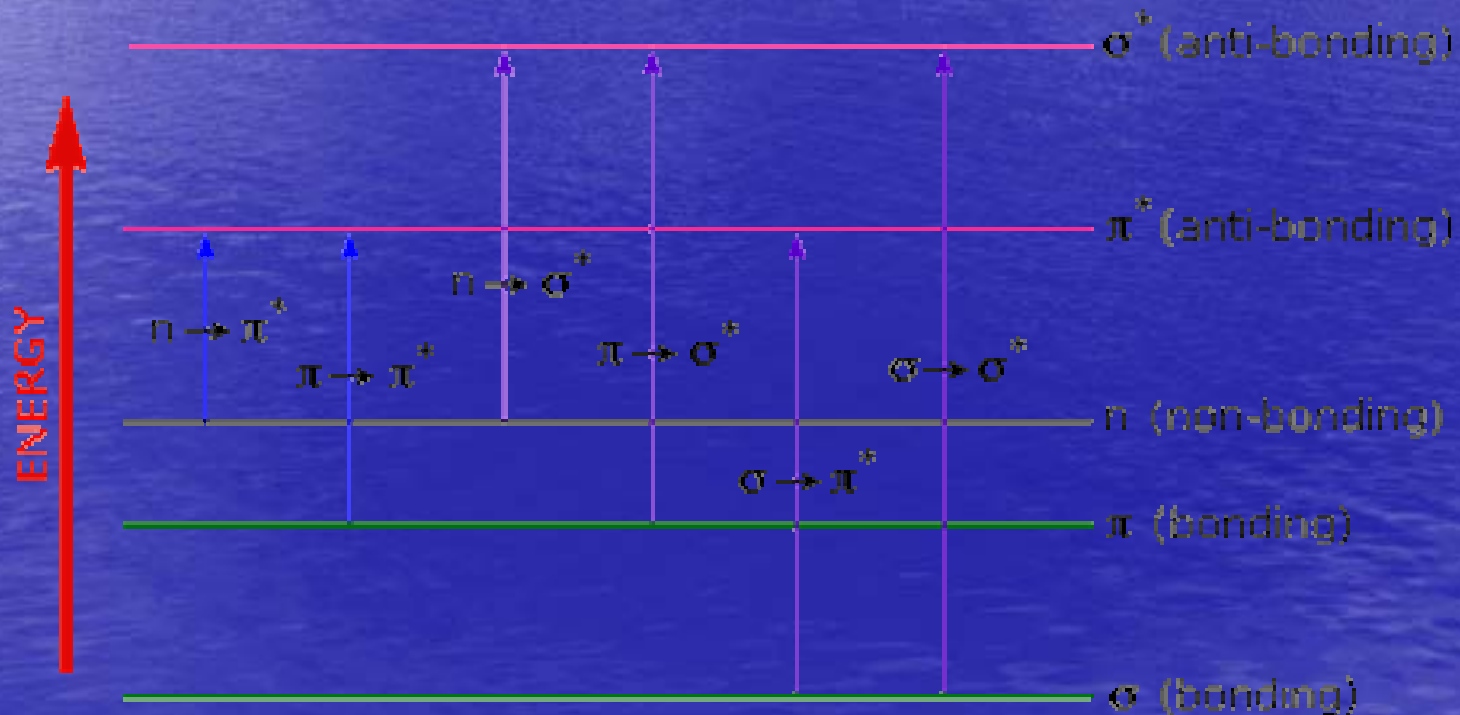 σ* (anti-bonding)
π* (anti-bonding)
n → σ*
n → π*
π → σ*
σ → σ*
π → π*
n (non-bonding)
σ → π*
π (bonding)
σ (bonding)
ENERGY